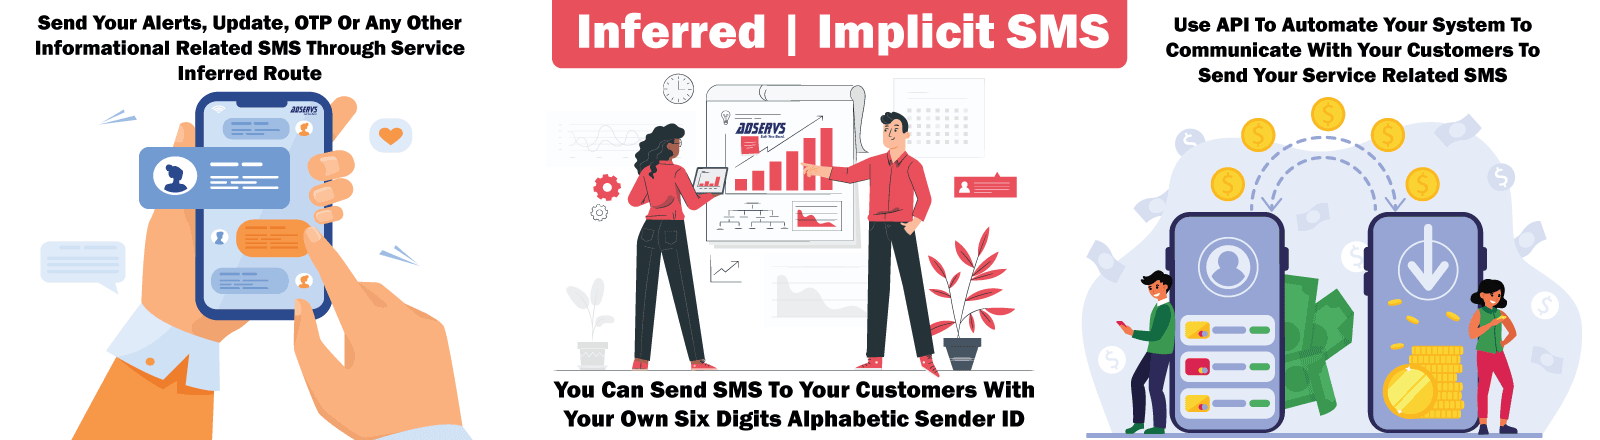 Send Your Alerts, Update, OTP Or Any Other
Informational Related SMS Through Service
Inferred Route
ADSERVS
Inferred | Implicit SMS
ADSERVS
You Can Send SMS To Your Customers With
Your Own Six Digits Alphabetic Sender ID
Use API To Automate Your System To
Communicate With Your Customers To
Send Your Service Related SMS